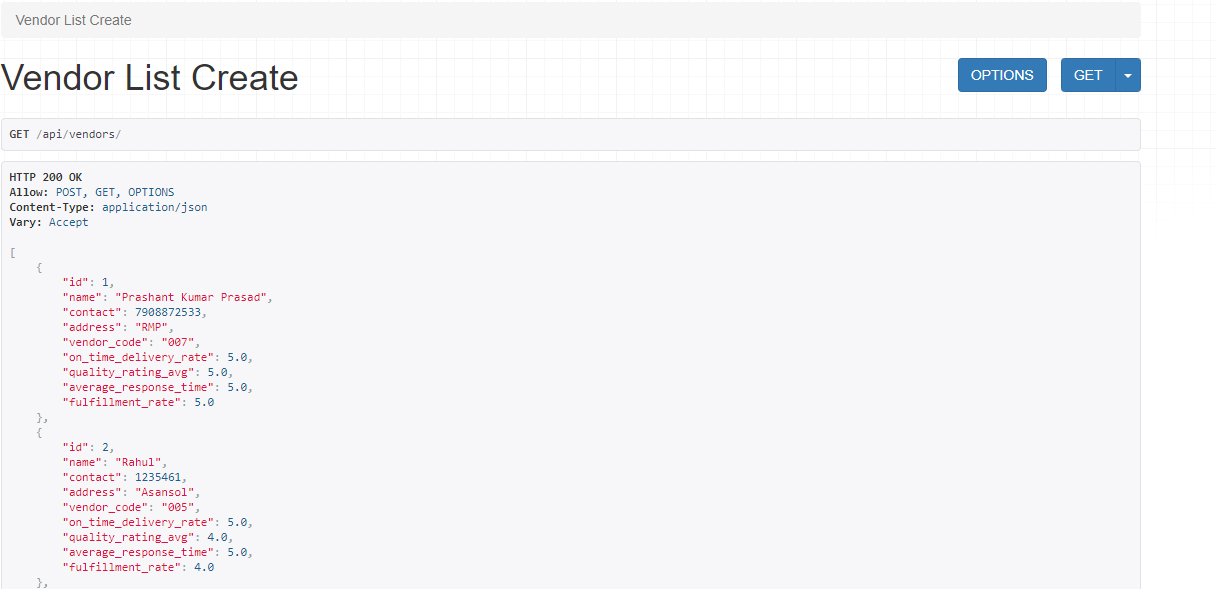 Vendor List Create
Vendor List Create
OPTIONS
GET
GET /api/vendors/
HTTP 200 OK
Allow: POST, GET, OPTIONS
Content-Type: application/json
Vary: Accept
[
    {
        "id": 1,
        "name": "Prashant Kumar Prasad",
        "contact": 7908872533,
        "address": "RMP",
        "vendor_code": "007",
        "on_time_delivery_rate": 5.0,
        "quality_rating_avg": 5.0,
        "average_response_time": 5.0,
        "fulfillment_rate": 5.0
    },
    {
        "id": 2,
        "name": "Rahul",
        "contact": 1235461,
        "address": "Asansol",
        "vendor_code": "005",
        "on_time_delivery_rate": 5.0,
        "quality_rating_avg": 4.0,
        "average_response_time": 5.0,
        "fulfillment_rate": 4.0
    },